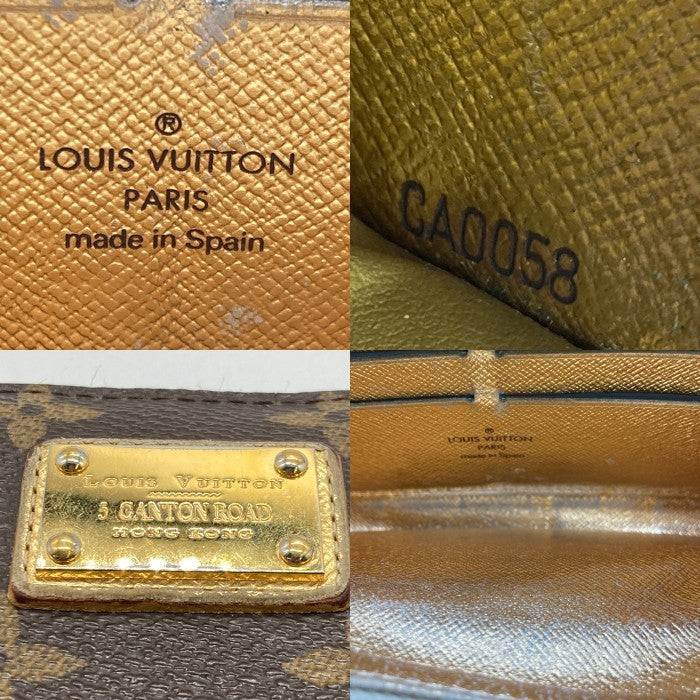 ®
LOUIS VUITTON
PARIS
made in Spain
CA0058
LOUIS VUITTON
5 CANTON ROAD
HONG KONG
®
LOUIS VUITTON
PARIS
made in Spain